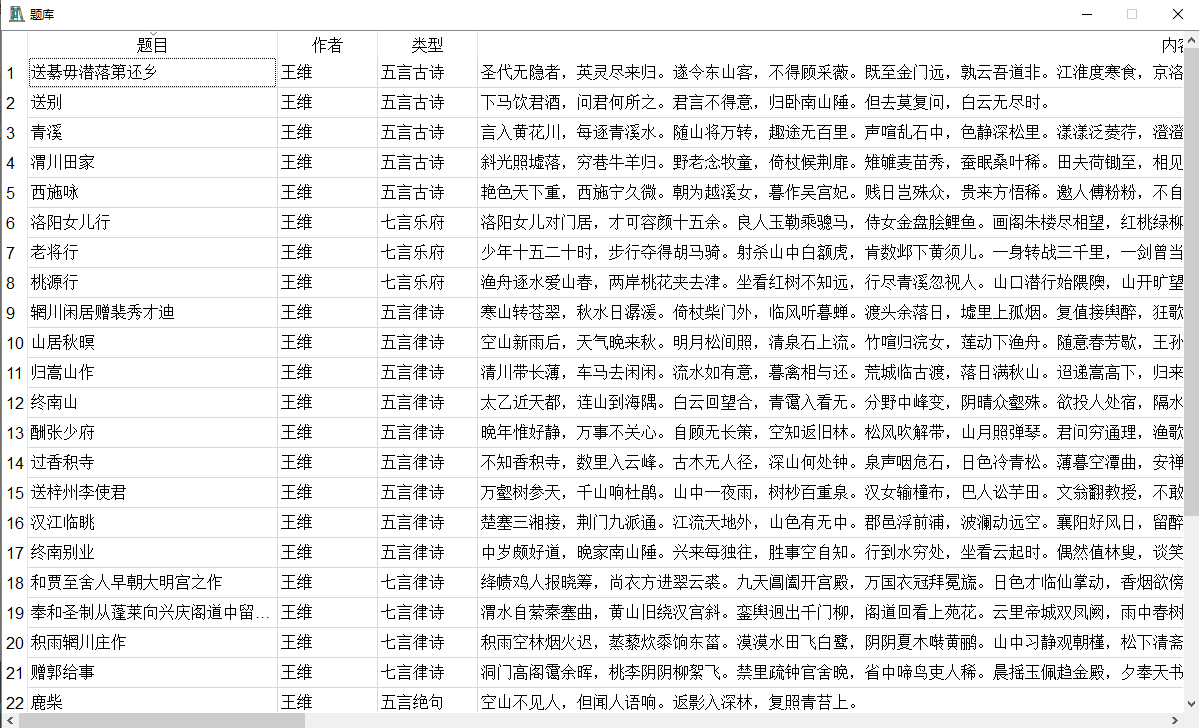 题库
题目 作者 类型 内容
1 送綦毋潜落第还乡 王维 五言古诗 圣代无隐者，英灵尽来归。遂令东山客，不得顾采薇。既至金门远，孰云吾道非。江淮度寒食，京洛
2 送别 王维 五言古诗 下马饮君酒，问君何所之。君言不得意，归卧南山陲。但去莫复问，白云无尽时。
3 青溪 王维 五言古诗 言入黄花川，每逐青溪水。随山将万转，趣途无百里。声喧乱石中，色静深松里。漾漾泛菱荇，澄澄
4 渭川田家 王维 五言古诗 斜光照墟落，穷巷牛羊归。野老念牧童，倚杖候荆扉。雉雊麦苗秀，蚕眠桑叶稀。田夫荷锄至，相见
5 西施咏 王维 五言古诗 艳色天下重，西施宁久微。朝为越溪女，暮作吴宫妃。贱日岂殊众，贵来方悟稀。邀人傅粉粉，不自
6 洛阳女儿行 王维 七言乐府 洛阳女儿对门居，才可容颜十五余。良人玉勒乘骢马，侍女金盘脍鲤鱼。画阁朱楼尽相望，红桃绿柳
7 老将行 王维 七言乐府 少年十五二十时，步行夺得胡马骑。射杀山中白额虎，肯数邺下黄须儿。一身转战三千里，一剑曾当
8 桃源行 王维 七言乐府 渔舟逐水爱山春，两岸桃花夹去津。坐看红树不知远，行尽青溪忽视人。山口潜行始隈隩，山开旷望
9 辋川闲居赠裴秀才迪 王维 五言律诗 寒山转苍翠，秋水日潺湲。倚杖柴门外，临风听暮蝉。渡头余落日，墟里上孤烟。复值接舆醉，狂歌
10 山居秋暝 王维 五言律诗 空山新雨后，天气晚来秋。明月松间照，清泉石上流。竹喧归浣女，莲动下渔舟。随意春芳歇，王孙
11 归嵩山作 王维 五言律诗 清川带长薄，车马去闲闲。流水如有意，暮禽相与还。荒城临古渡，落日满秋山。迢递嵩高下，归来
12 终南山 王维 五言律诗 太乙近天都，连山到海隅。白云回望合，青霭入看无。分野中峰变，阴晴众壑殊。欲投人处宿，隔水
13 酬张少府 王维 五言律诗 晚年惟好静，万事不关心。自顾无长策，空知返旧林。松风吹解带，山月照弹琴。君问穷通理，渔歌
14 过香积寺 王维 五言律诗 不知香积寺，数里入云峰。古木无人径，深山何处钟。泉声咽危石，日色冷青松。薄暮空潭曲，安禅
15 送梓州李使君 王维 五言律诗 万壑树参天，千山响杜鹃。山中一夜雨，树杪百重泉。汉女输橦布，巴人讼芋田。文翁翻教授，不敢
16 汉江临眺 王维 五言律诗 楚塞三湘接，荆门九派通。江流天地外，山色有无中。郡邑浮前浦，波澜动远空。襄阳好风日，留醉
17 终南别业 王维 五言律诗 中岁颇好道，晚家南山陲。兴来每独往，胜事空自知。行到水穷处，坐看云起时。偶然值林叟，谈笑
18 和贾至舍人早朝大明宫之作 王维 七言律诗 绛帻鸡人报晓筹，尚衣方进翠云裘。九天阊阖开宫殿，万国衣冠拜冕旒。日色才临仙掌动，香烟欲傍
19 奉和圣制从蓬莱向兴庆阁道中留... 王维 七言律诗 渭水自萦秦塞曲，黄山旧绕汉宫斜。銮舆迥出千门柳，阁道回看上苑花。云里帝城双凤阙，雨中春树
20 积雨辋川庄作 王维 七言律诗 积雨空林烟火迟，蒸藜炊黍饷东菑。漠漠水田飞白鹭，阴阴夏木啭黄鹂。山中习静观朝槿，松下清斋
21 赠郭给事 王维 七言律诗 洞门高阁霭余晖，桃李阴阴柳絮飞。禁里疏钟官舍晚，省中啼鸟吏人稀。晨摇玉佩趋金殿，夕奉天书
22 鹿柴 王维 五言绝句 空山不见人，但闻人语响。返影入深林，复照青苔上。